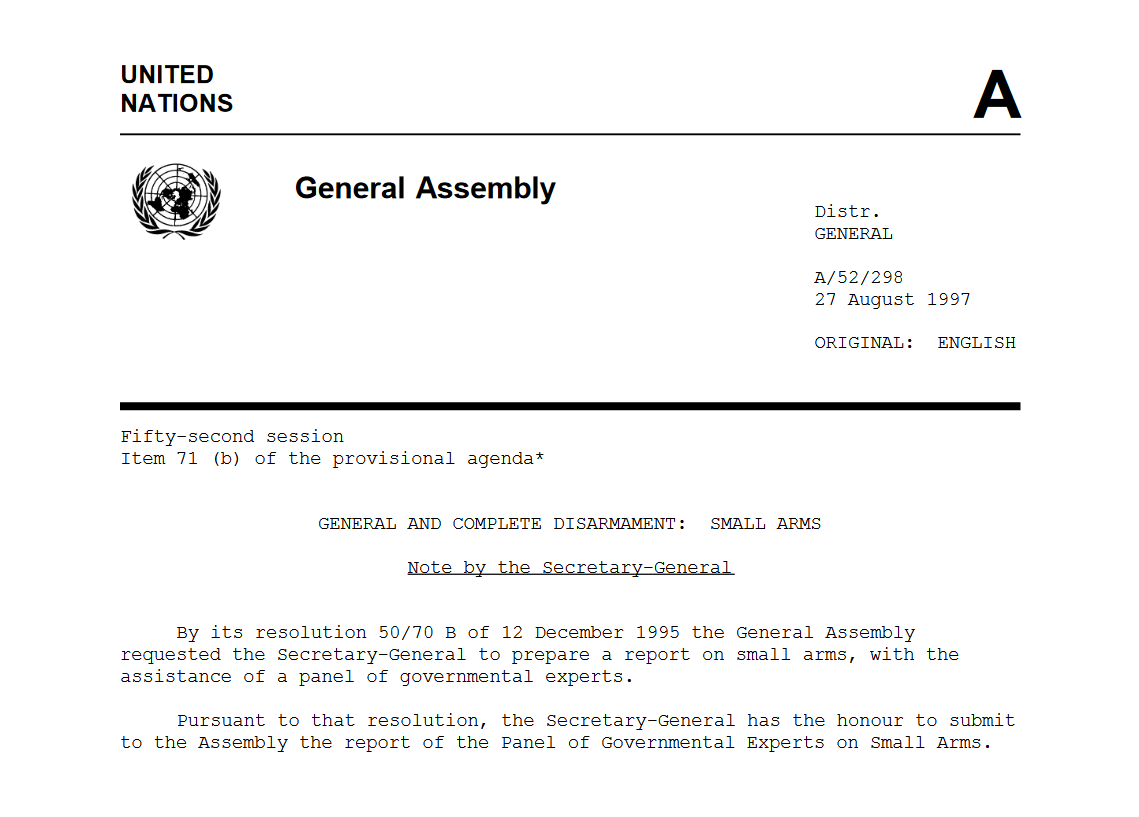 UNITED
NATIONS
A
General Assembly
Distr.
GENERAL
A/52/298
27 August 1997
ORIGINAL: ENGLISH
Fifty-second session
Item 71 (b) of the provisional agenda*
GENERAL AND COMPLETE DISARMAMENT: SMALL ARMS
Note by the Secretary-General
By its resolution 50/70 B of 12 December 1995 the General Assembly
requested the Secretary-General to prepare a report on small arms, with the
assistance of a panel of governmental experts.
Pursuant to that resolution, the Secretary-General has the honour to submit
to the Assembly the report of the Panel of Governmental Experts on Small Arms.